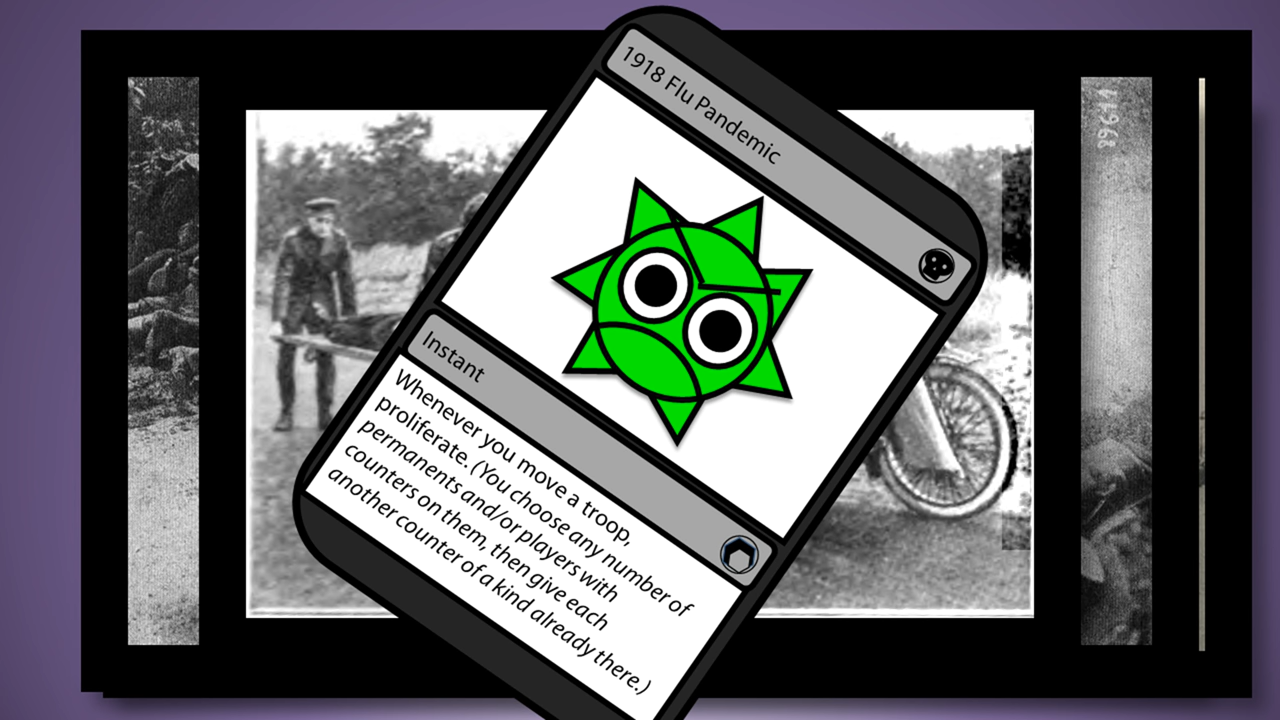 1918 Flu Pandemic
Instant
Whenever you move a troop,
proliferate. (You choose any number of
permanents and/or players with
counters on them, then give each
another counter of a kind already there.)